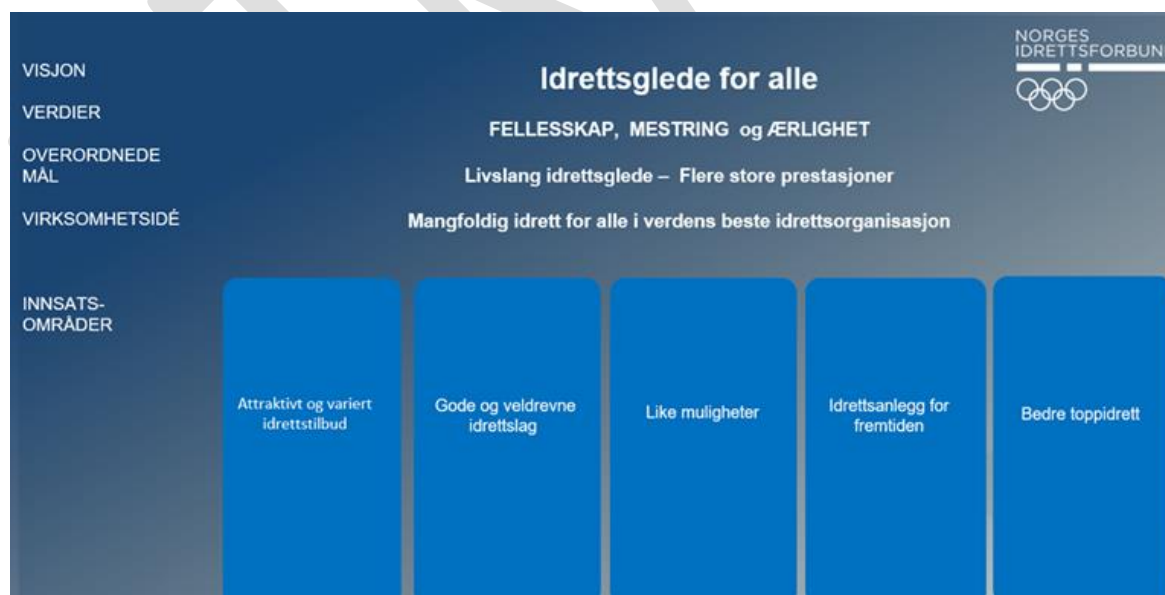 NORGES
IDRETTSFORBUN
VISJON
Idrettsglede for alle
VERDIER
FELLESSKAP, MESTRING og ÆRLIGHET
OVERORDNEDE
MÅL
Livslang idrettsglede – Flere store prestasjoner
VIRKSOMHETSIDÉ
Mangfoldig idrett for alle i verdens beste idrettsorganisasjon
INNSATS-
OMRÅDER
Attraktivt og variert
idrettstilbud
Gode og veldrevne
idrettslag
Like muligheter
Idrettsanlegg for
fremtiden
Bedre toppidrett